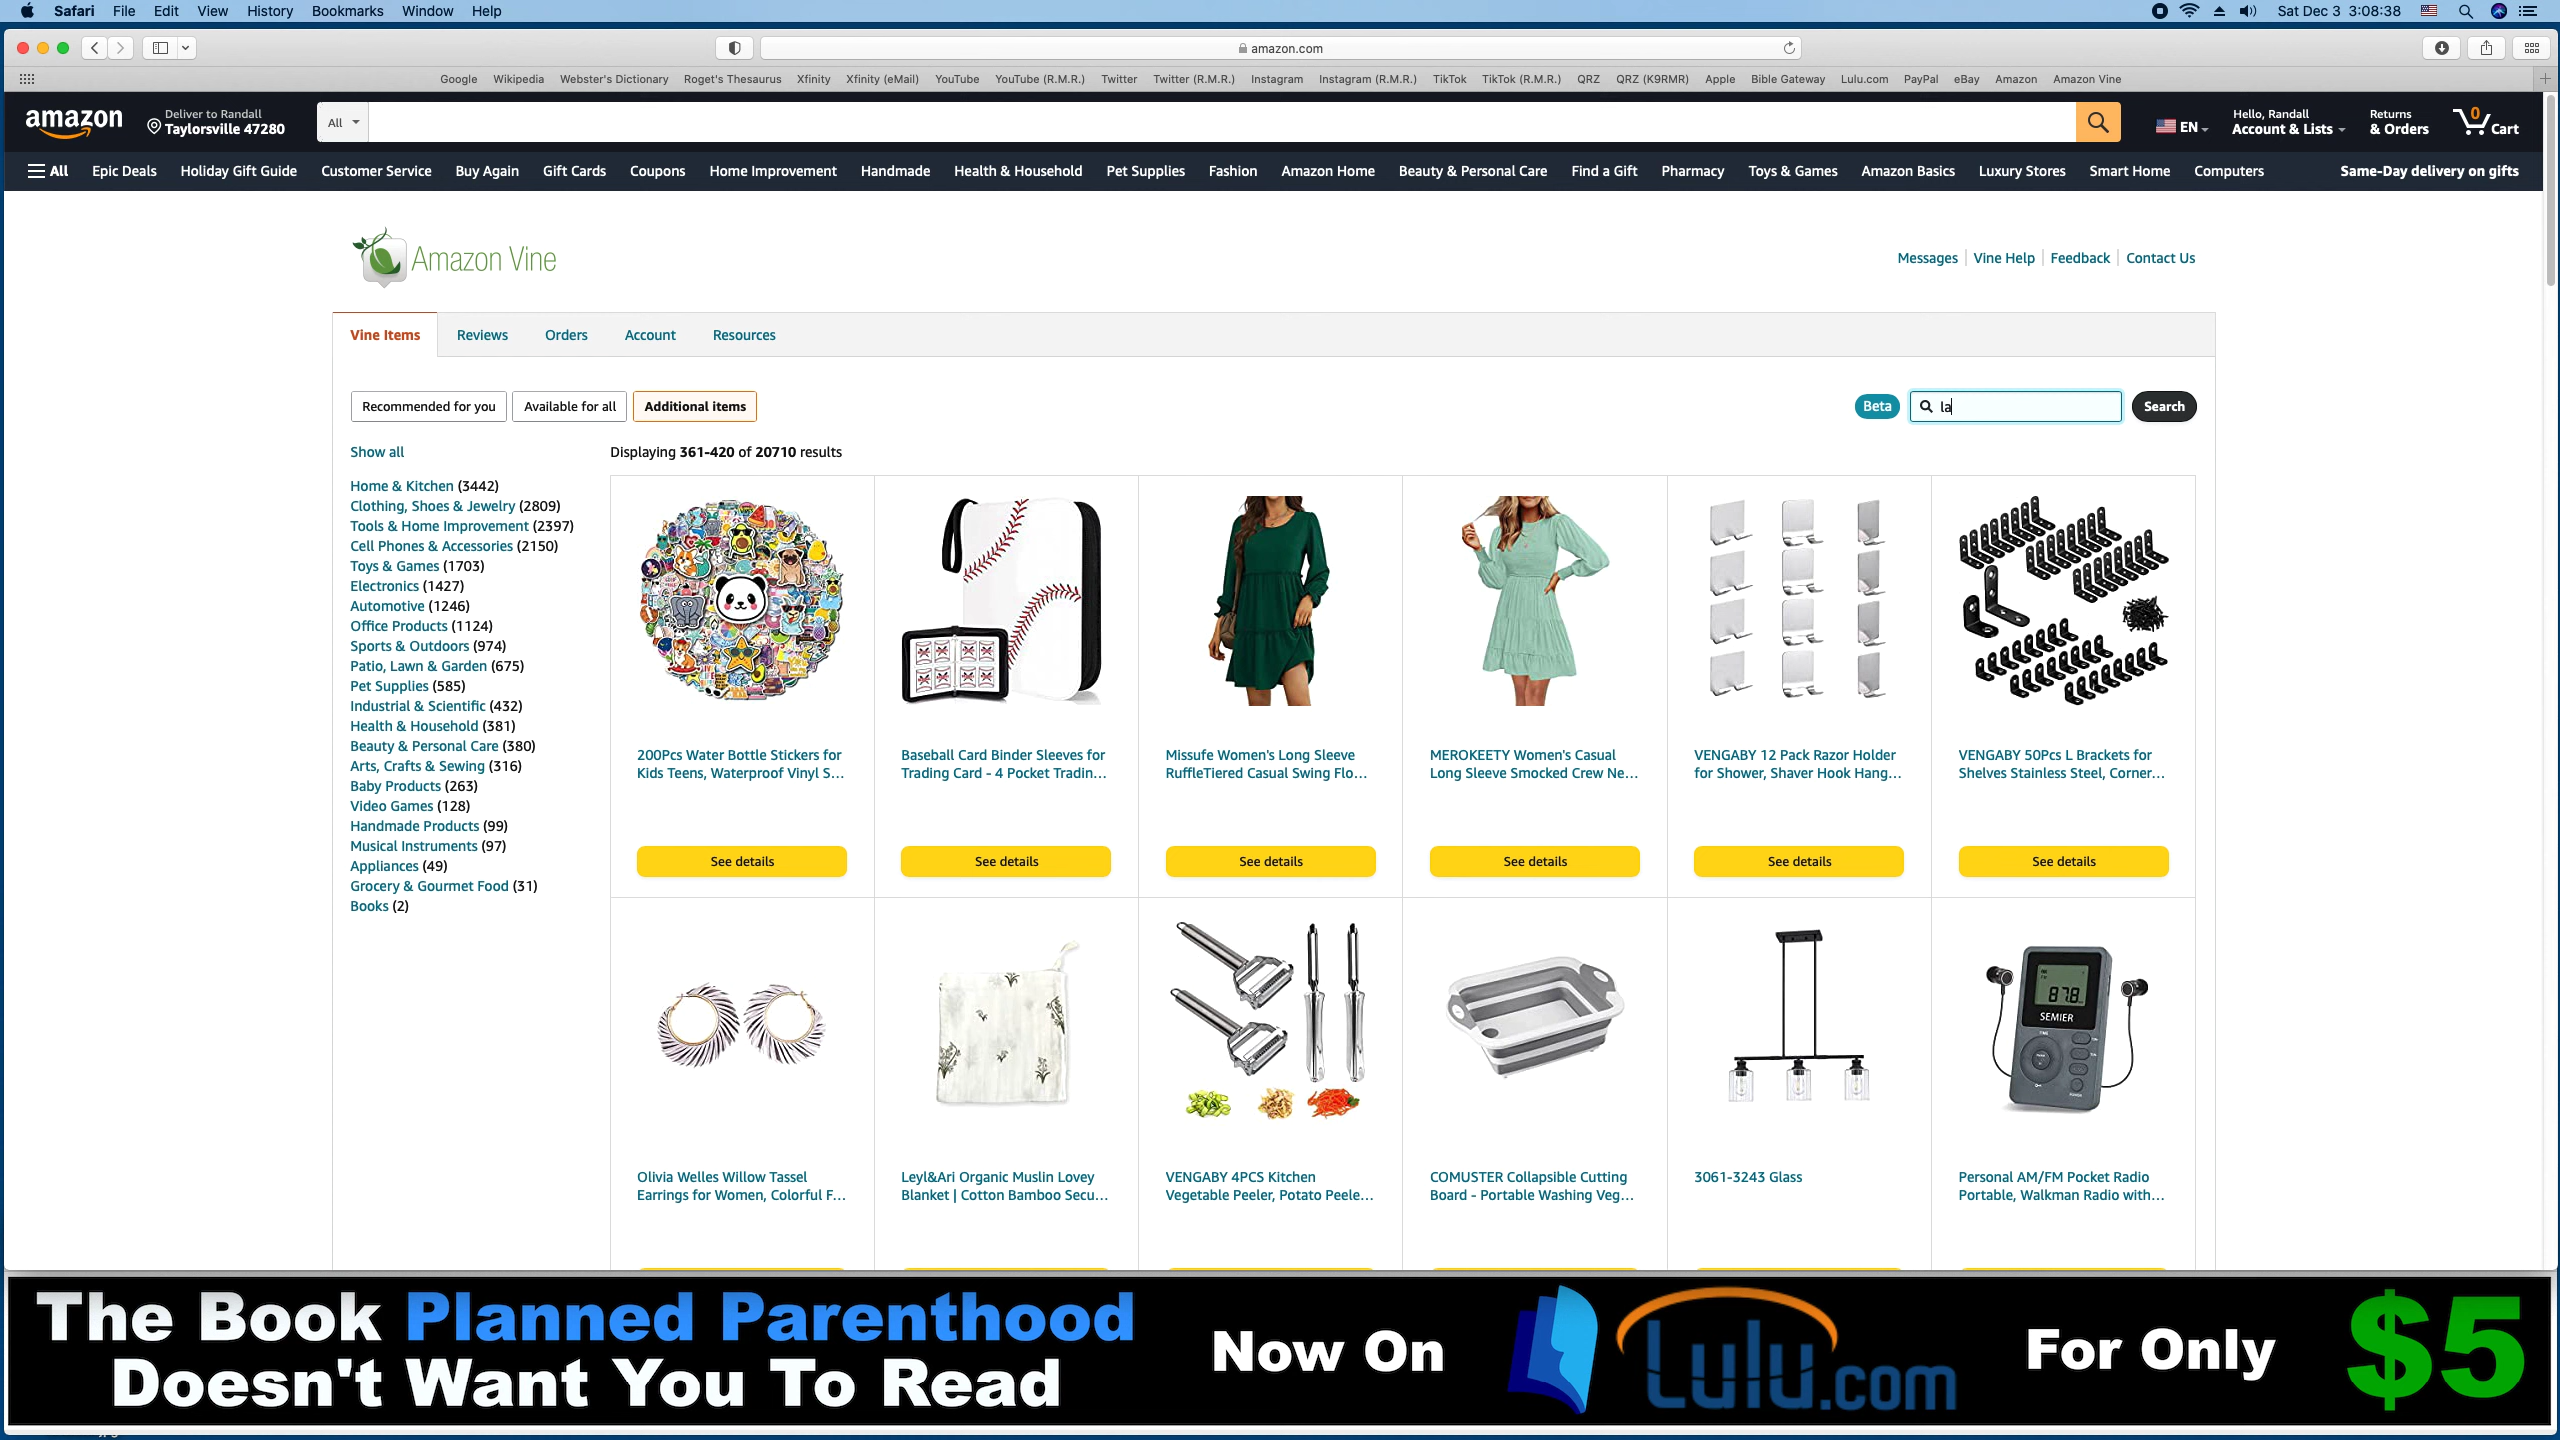 Safari File Edit View History Bookmarks Window Help
Sat Dec 3 3:08:38
amazon.com
Google Wikipedia Webster's Dictionary Roget's Thesaurus Xfinity Xfinity (eMail) YouTube YouTube (R.M.R.) Twitter Twitter (R.M.R.) Instagram Instagram (R.M.R.) TikTok TikTok (R.M.R.) QRZ QRZ (K9RMR) Apple Bible Gateway Lulu.com PayPal eBay Amazon Amazon Vine
amazon
Deliver to Randall
Taylorsville 47280
All
EN
Hello, Randall
Account & Lists
Returns
& Orders
0
Cart
All Epic Deals Holiday Gift Guide Customer Service Buy Again Gift Cards Coupons Home Improvement Handmade Health & Household Pet Supplies Fashion Amazon Home Beauty & Personal Care Find a Gift Pharmacy Toys & Games Amazon Basics Luxury Stores Smart Home Computers Same-Day delivery on gifts
Amazon Vine
Messages Vine Help Feedback Contact Us
Vine Items Reviews Orders Account Resources
Recommended for you Available for all Additional items
Beta la Search
Show all
Displaying 361-420 of 20710 results
Home & Kitchen (3442)
Clothing, Shoes & Jewelry (2809)
Tools & Home Improvement (2397)
Cell Phones & Accessories (2150)
Toys & Games (1703)
Electronics (1427)
Automotive (1246)
Office Products (1124)
Sports & Outdoors (974)
Patio, Lawn & Garden (675)
Pet Supplies (585)
Industrial & Scientific (432)
Health & Household (381)
Beauty & Personal Care (380)
Arts, Crafts & Sewing (316)
Baby Products (263)
Video Games (128)
Handmade Products (99)
Musical Instruments (97)
Appliances (49)
Grocery & Gourmet Food (31)
Books (2)
200Pcs Water Bottle Stickers for
Kids Teens, Waterproof Vinyl S...
See details
Baseball Card Binder Sleeves for
Trading Card - 4 Pocket Tradin...
See details
Missufe Women's Long Sleeve
RuffleTiered Casual Swing Flo...
See details
MEROKEETY Women's Casual
Long Sleeve Smocked Crew Ne...
See details
VENGABY 12 Pack Razor Holder
for Shower, Shaver Hook Hang...
See details
VENGABY 50Pcs L Brackets for
Shelves Stainless Steel, Corner...
See details
Olivia Welles Willow Tassel
Earrings for Women, Colorful F...
Leyl&Ari Organic Muslin Lovey
Blanket | Cotton Bamboo Secu...
VENGABY 4PCS Kitchen
Vegetable Peeler, Potato Peele...
COMUSTER Collapsible Cutting
Board - Portable Washing Veg...
3061-3243 Glass
87.8
SEMIER
Personal AM/FM Pocket Radio
Portable, Walkman Radio with...
The Book Planned Parenthood
Doesn't Want You To Read
Now On
Lulu.com
For Only
$5